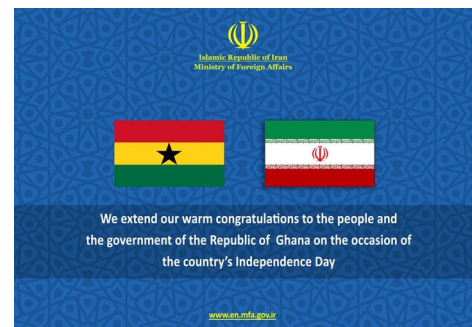 Islamic Republic of Iran
Ministry of Foreign Affairs
We extend our warm congratulations to the people and
the government of the Republic of Ghana on the occasion of
the country's Independence Day
www.en.mfa.gov.ir